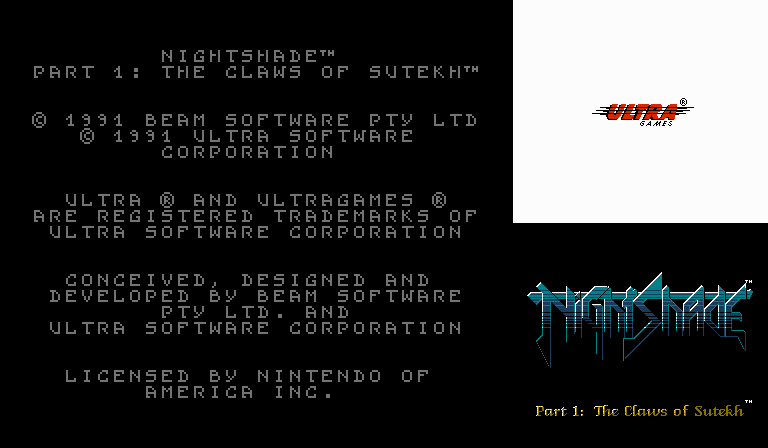 NIGHTSHADE™
PART 1: THE CLAWS OF SUTEKH™
© 1991 BEAM SOFTWARE PTY LTD
© 1991 ULTRA SOFTWARE
CORPORATION
ULTRA ® AND ULTRAGAMES ®
ARE REGISTERED TRADEMARKS OF
ULTRA SOFTWARE CORPORATION
CONCEIVED, DESIGNED AND
DEVELOPED BY BEAM SOFTWARE
PTY LTD. AND
ULTRA SOFTWARE CORPORATION
LICENSED BY NINTENDO OF
AMERICA INC.
ULTRA®
GAMES
NIGHTSHADE™
Part 1: The Claws of Sutekh™